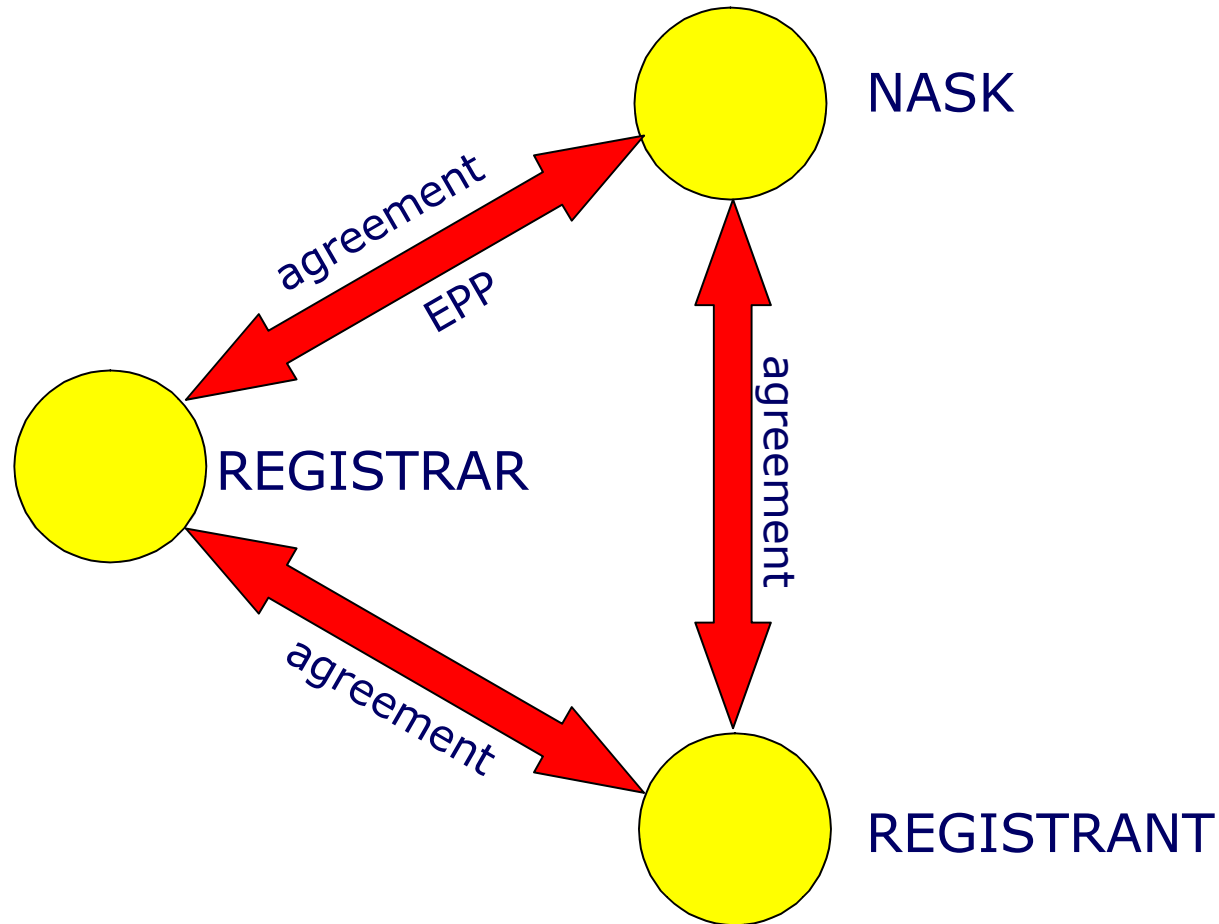 NASK
agreement
EPP
agreement
REGISTRAR
agreement
REGISTRANT